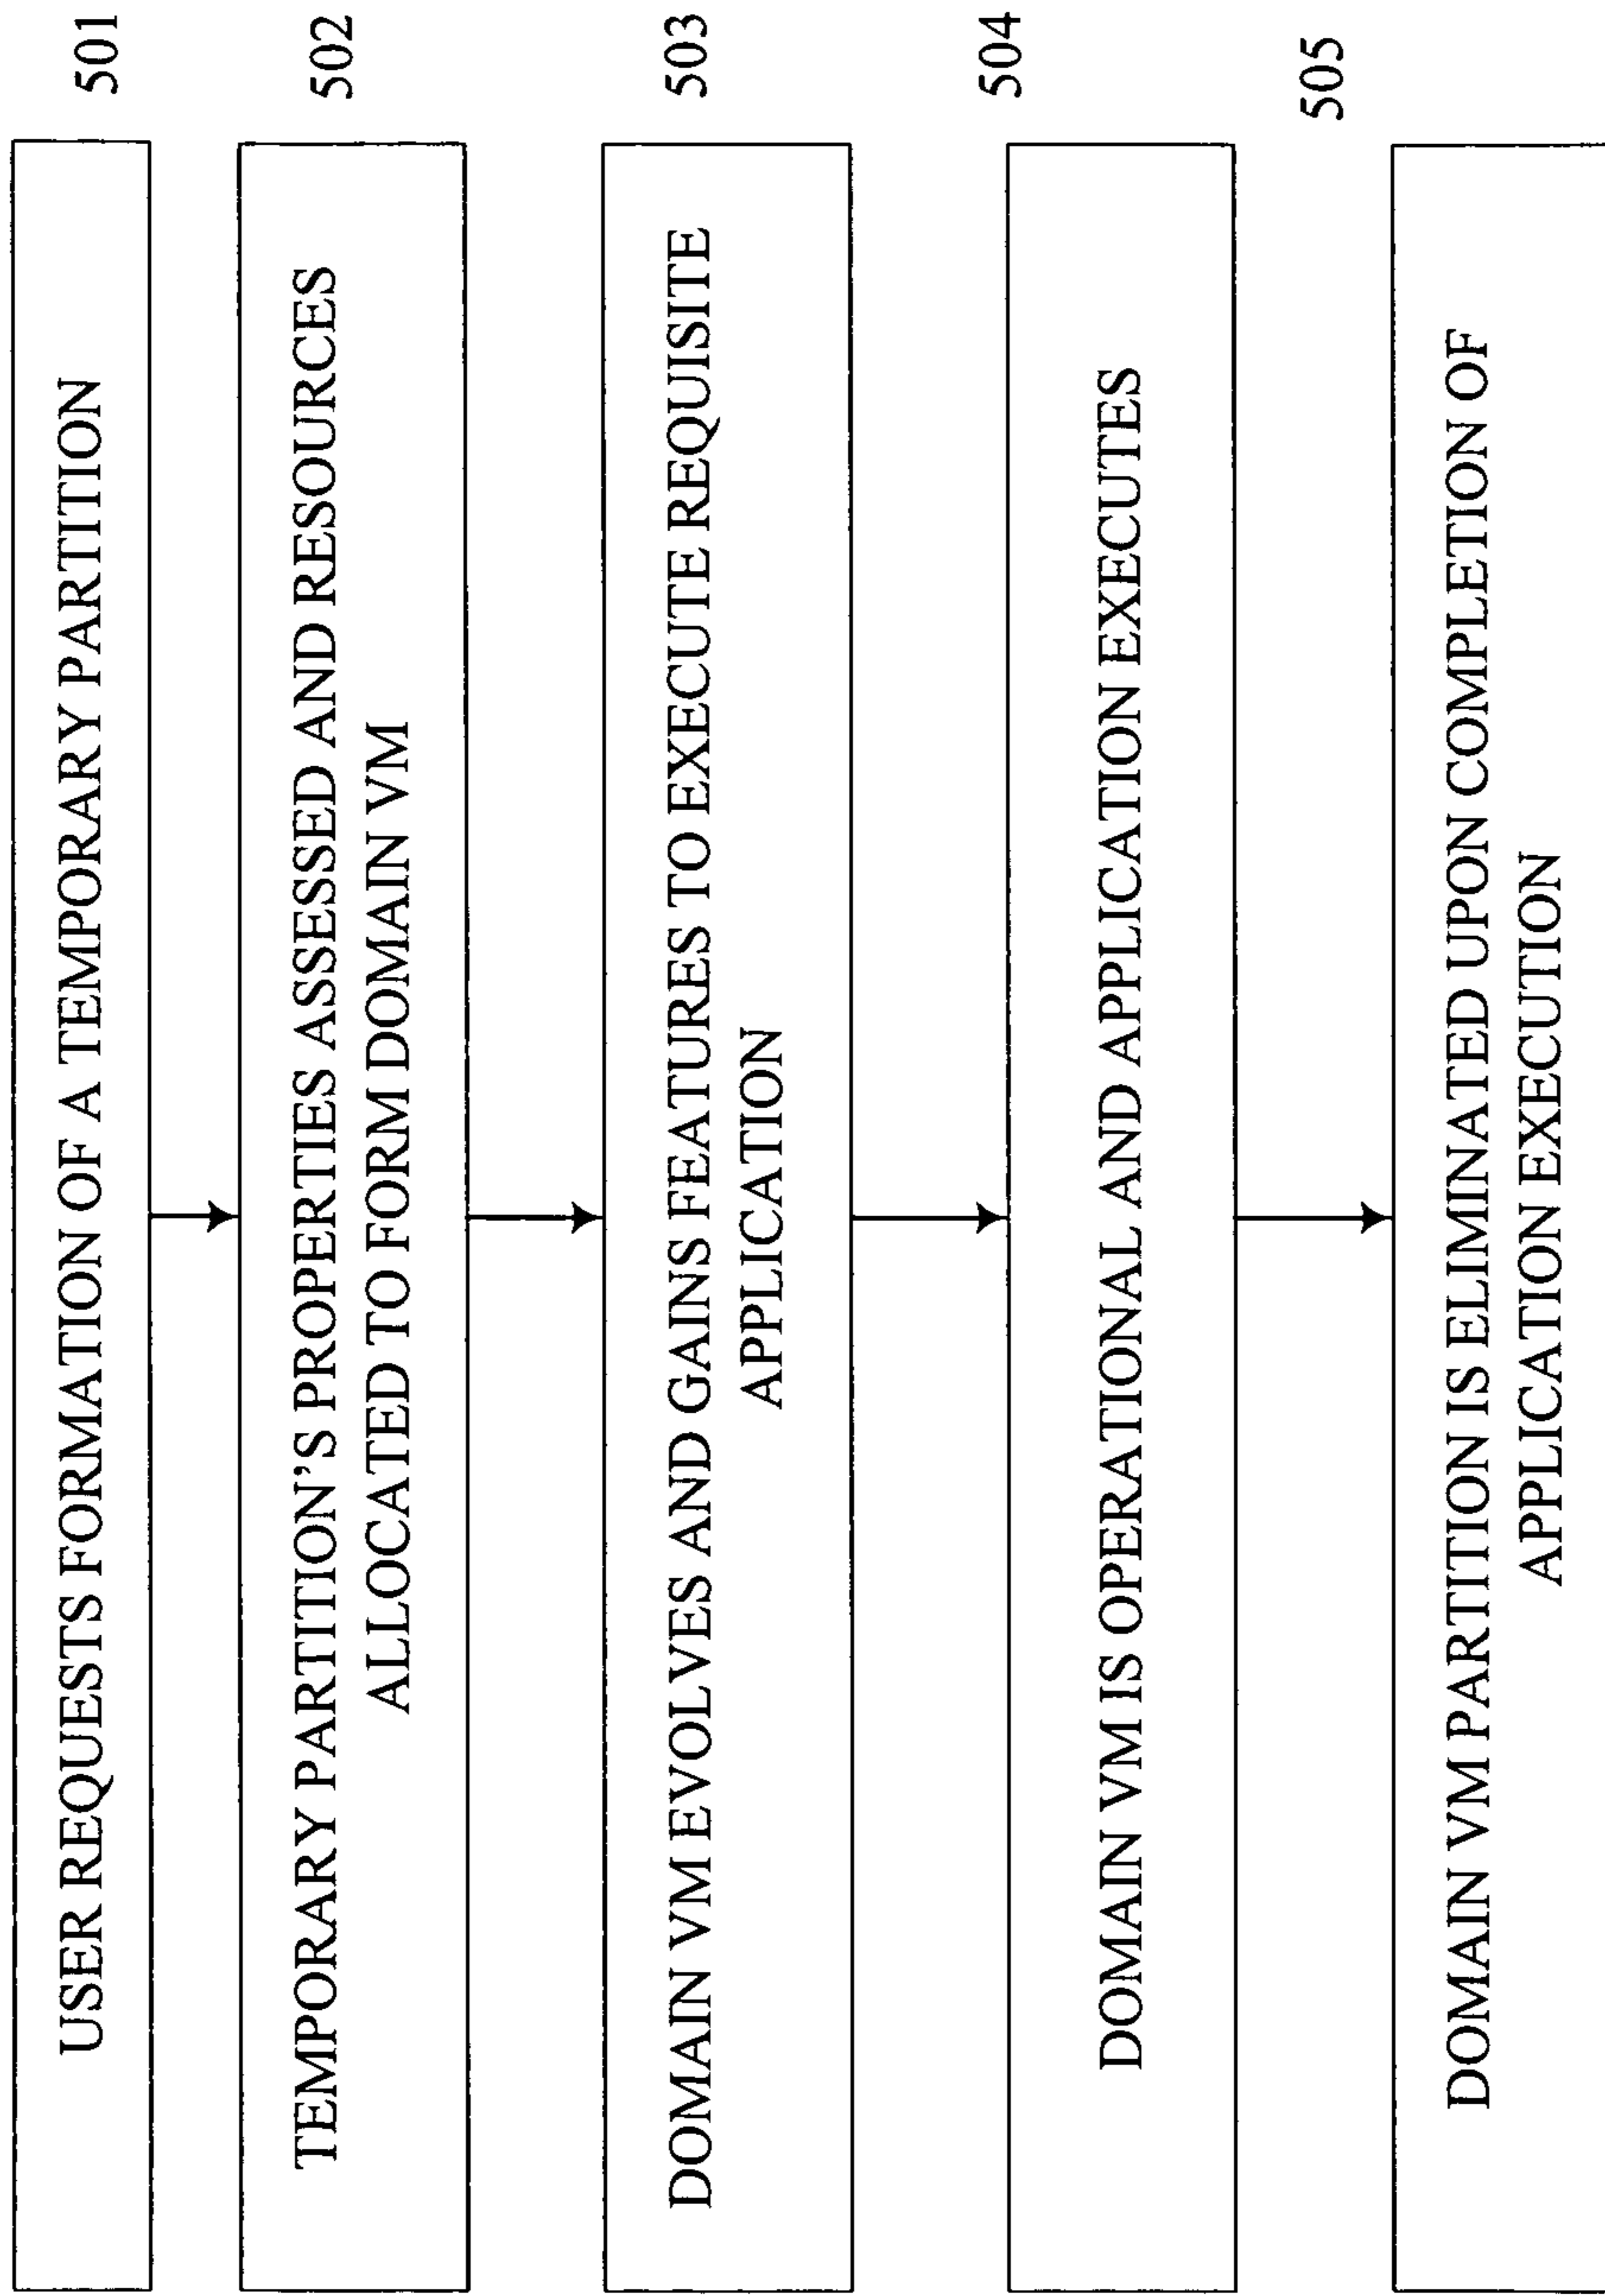 USER REQUESTS FORMATION OF A TEMPORARY PARTITION
501
TEMPORARY PARTITION'S PROPERTIES ASSESSED AND RESOURCES
ALLOCATED TO FORM DOMAIN VM
502
DOMAIN VM EVOLVES AND GAINS FEATURES TO EXECUTE REQUISITE
APPLICATION
503
DOMAIN VM IS OPERATIONAL AND APPLICATION EXECUTES
504
DOMAIN VM PARTITION IS ELIMINATED UPON COMPLETION OF
APPLICATION EXECUTION
505